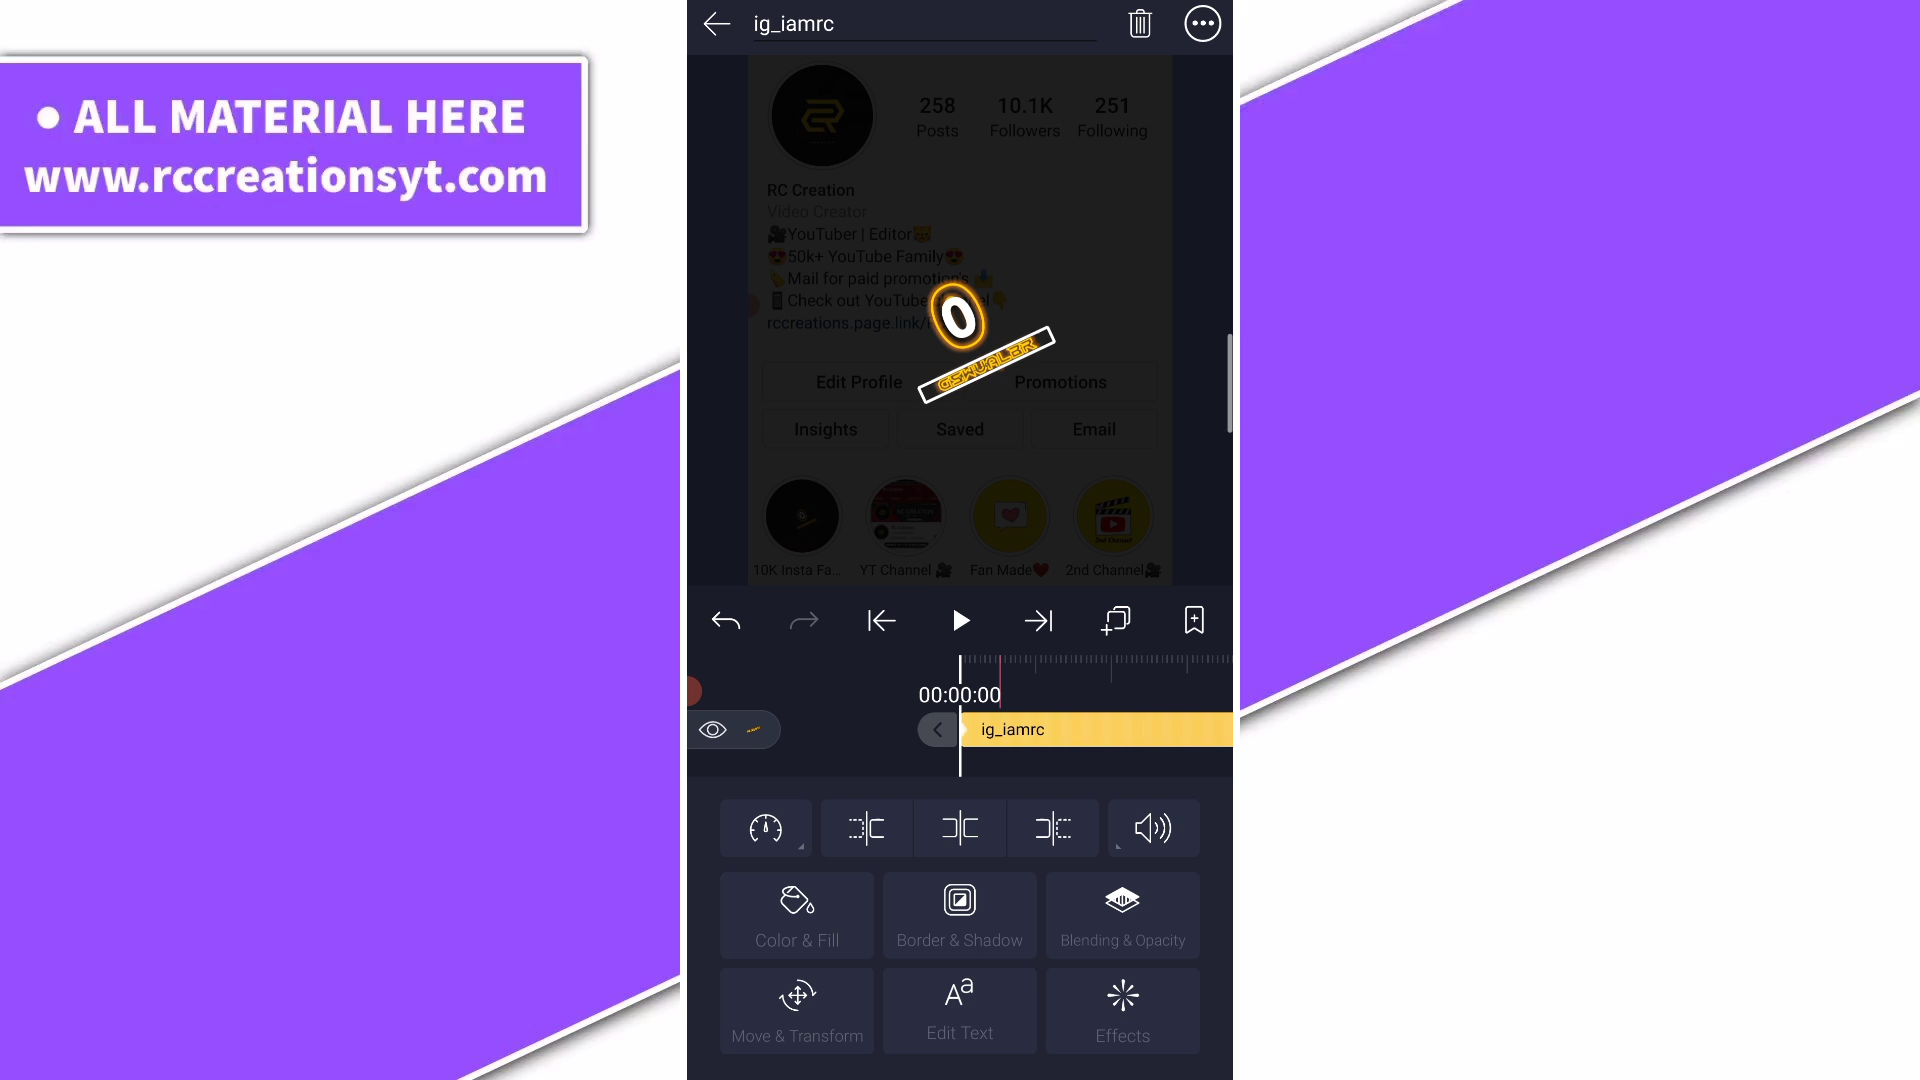 ig_iamrc
• ALL MATERIAL HERE
www.rccreationsyt.com
258 10.1K 251
Posts Followers Following
RC Creation
Video Creator
🎥YouTuber | Editor😸
😍50k+ YouTube Family😍
🏷️Mail for paid promotion's 📩
📱Check out YouTube
rccreations.page.link/
0
Edit Profile Promotions
Insights Saved Email
10K Insta Fa... YT Channel 🎥 Fan Made❤️ 2nd Channel🎥
00:00:00
ig_iamrc
Color & Fill Border & Shadow Blending & Opacity
Move & Transform Edit Text Effects